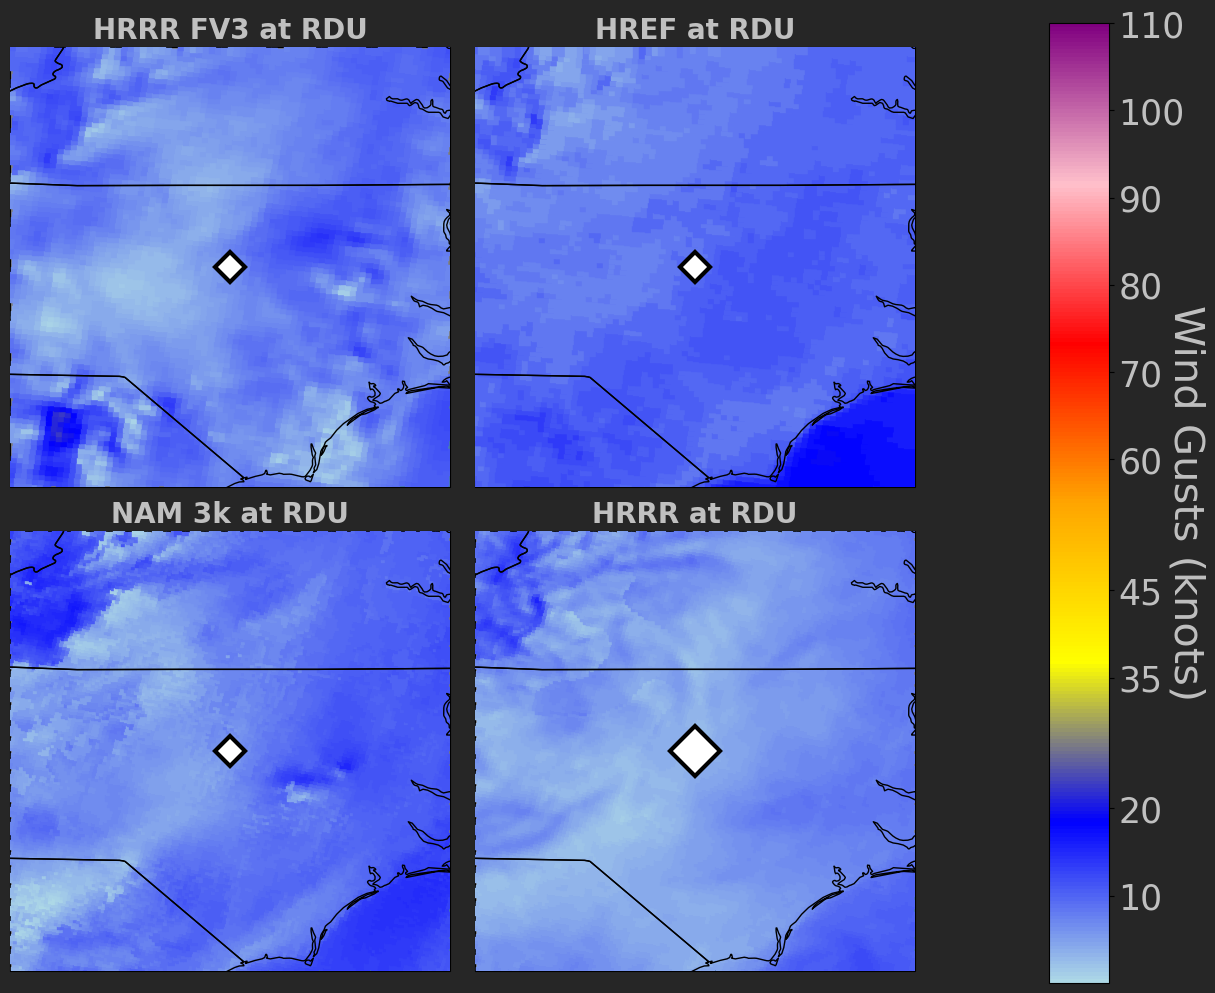 HRRR FV3 at RDU
HREF at RDU
NAM 3k at RDU
HRRR at RDU
110
100
90
80
70
60
45
35
20
10
Wind Gusts (knots)